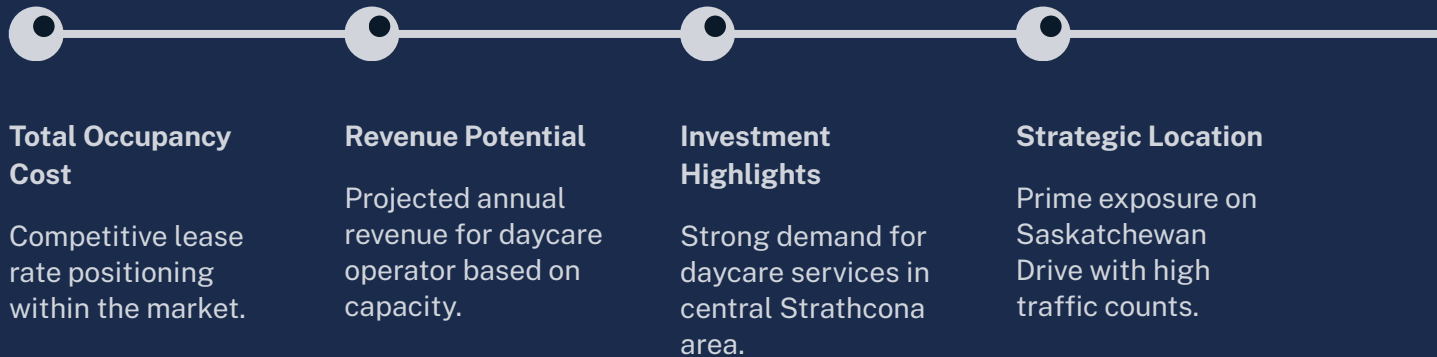 Total Occupancy
Cost
Competitive lease
rate positioning
within the market.
Revenue Potential
Projected annual
revenue for daycare
operator based on
capacity.
Investment
Highlights
Strong demand for
daycare services in
central Strathcona
area.
Strategic Location
Prime exposure on
Saskatchewan
Drive with high
traffic counts.